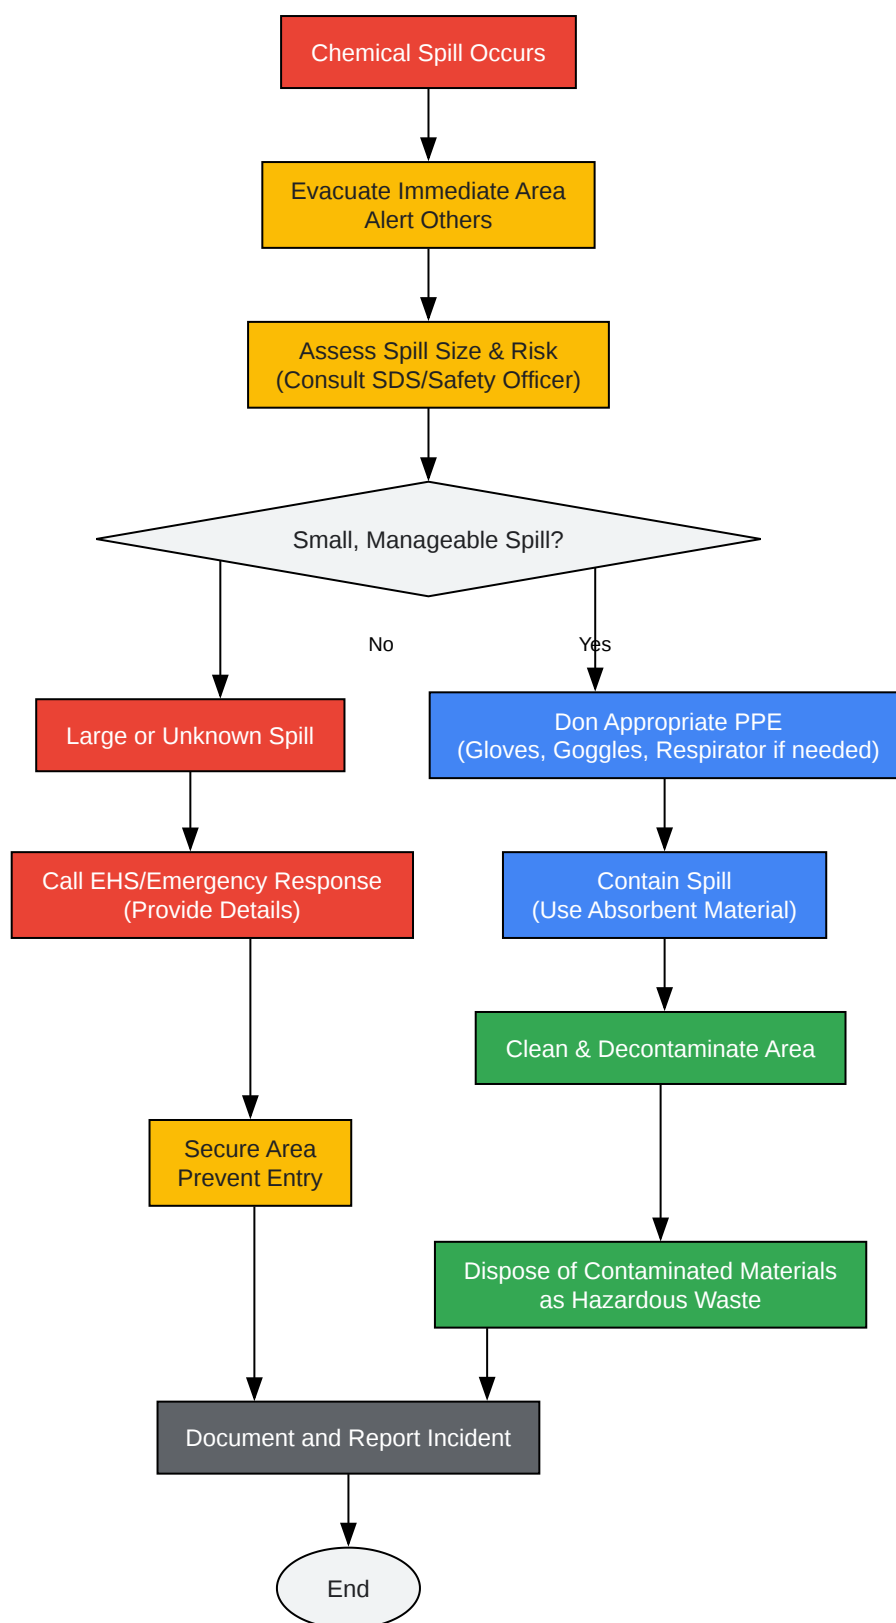 Chemical Spill Occurs
Evacuate Immediate Area
Alert Others
Assess Spill Size & Risk
(Consult SDS/Safety Officer)
Small, Manageable Spill?
No
Yes
Large or Unknown Spill
Don Appropriate PPE
(Gloves, Goggles, Respirator if needed)
Call EHS/Emergency Response
(Provide Details)
Contain Spill
(Use Absorbent Material)
Clean & Decontaminate Area
Secure Area
Prevent Entry
Dispose of Contaminated Materials
as Hazardous Waste
Document and Report Incident
End